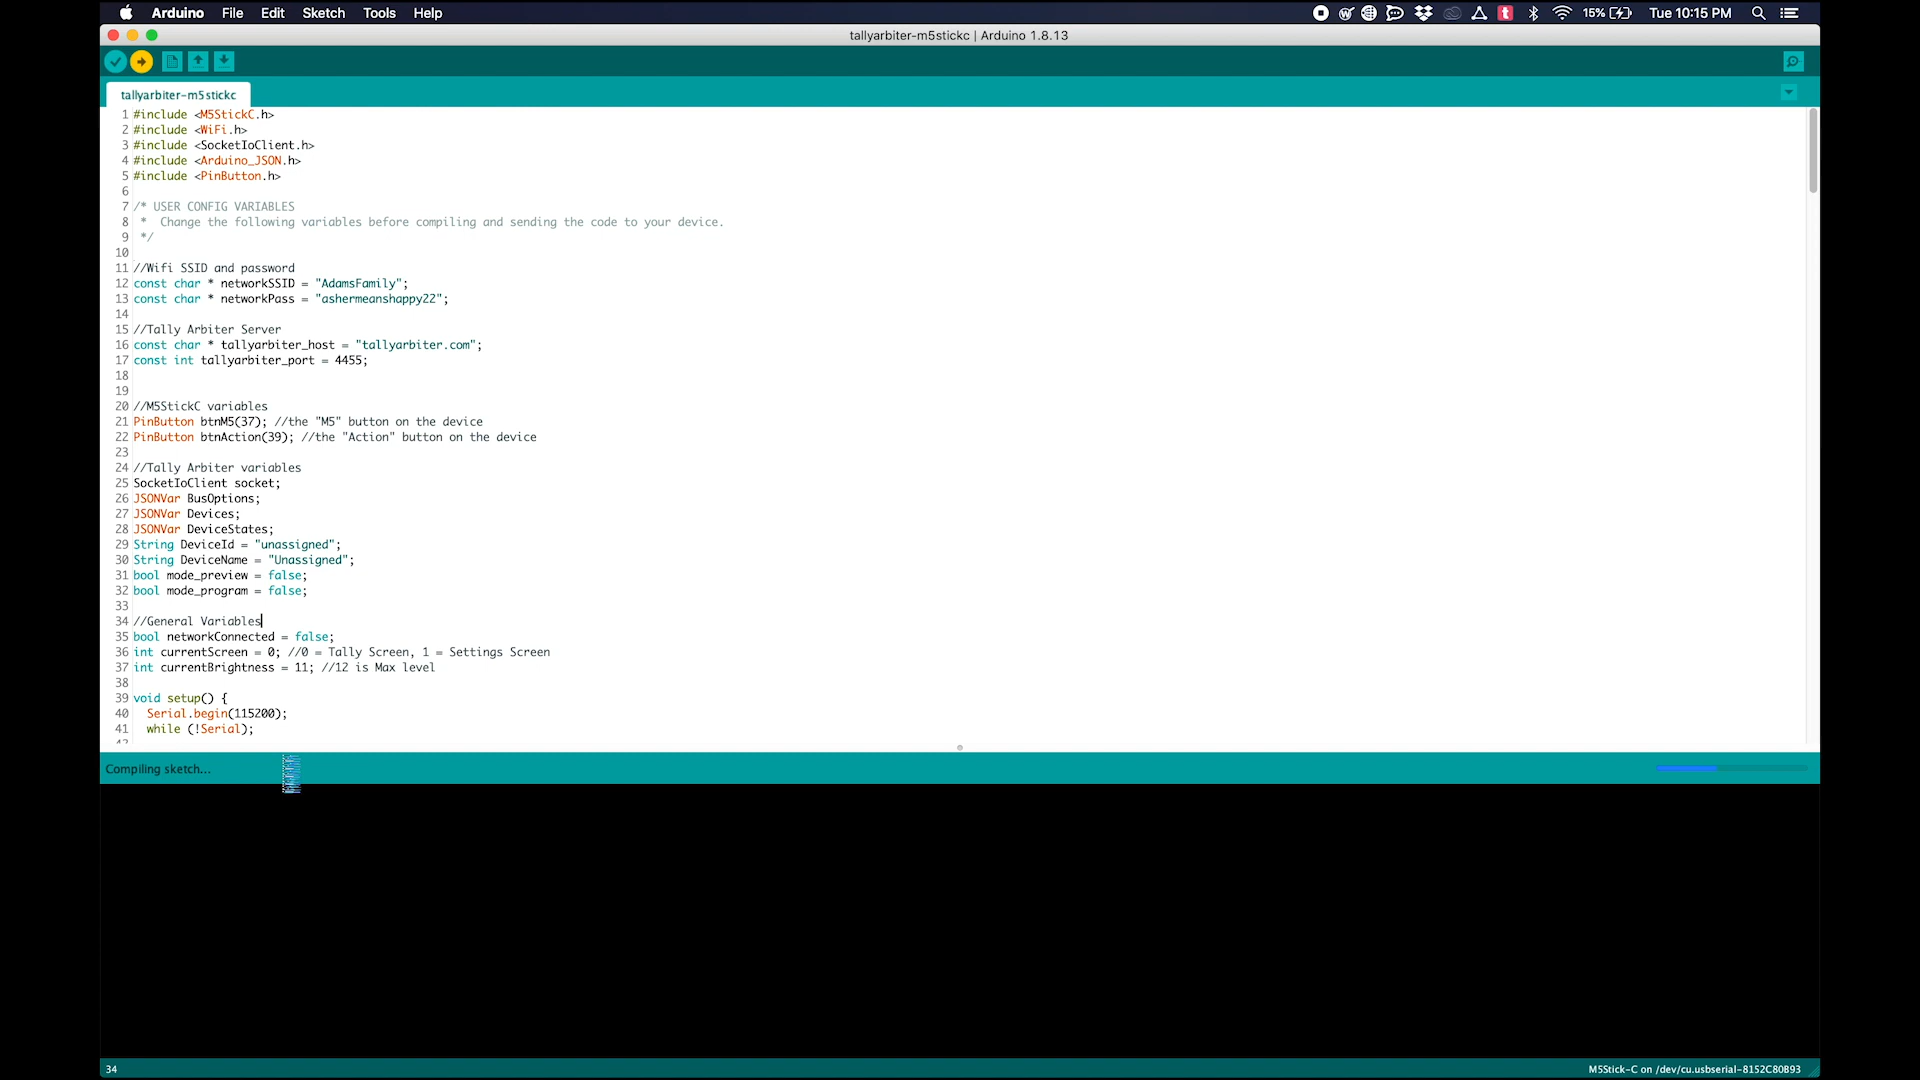 Arduino File Edit Sketch Tools Help 15% Tue 10:15 PM
tallyarbiter-m5stickc | Arduino 1.8.13
tallyarbiter-m5stickc
1 #include <M5StickC.h>
2 #include <WiFi.h>
3 #include <SocketIoClient.h>
4 #include <Arduino_JSON.h>
5 #include <PinButton.h>
6
7 /* USER CONFIG VARIABLES
8 * Change the following variables before compiling and sending the code to your device.
9 */
10
11 //Wifi SSID and password
12 const char * networkSSID = "AdamsFamily";
13 const char * networkPass = "ashermeanshappy22";
14
15 //Tally Arbiter Server
16 const char * tallyarbiter_host = "tallyarbiter.com";
17 const int tallyarbiter_port = 4455;
18
19
20 //M5StickC variables
21 PinButton btnM5(37); //the "M5" button on the device
22 PinButton btnAction(39); //the "Action" button on the device
23
24 //Tally Arbiter variables
25 SocketIoClient socket;
26 JSONVar BusOptions;
27 JSONVar Devices;
28 JSONVar DeviceStates;
29 String DeviceId = "unassigned";
30 String DeviceName = "Unassigned";
31 bool mode_preview = false;
32 bool mode_program = false;
33
34 //General Variables
35 bool networkConnected = false;
36 int currentScreen = 0; //0 = Tally Screen, 1 = Settings Screen
37 int currentBrightness = 11; //12 is Max level
38
39 void setup() {
40 Serial.begin(115200);
41 while (!Serial);
42
Compiling sketch...
34 M5Stick-C on /dev/cu.usbserial-8152C80B93